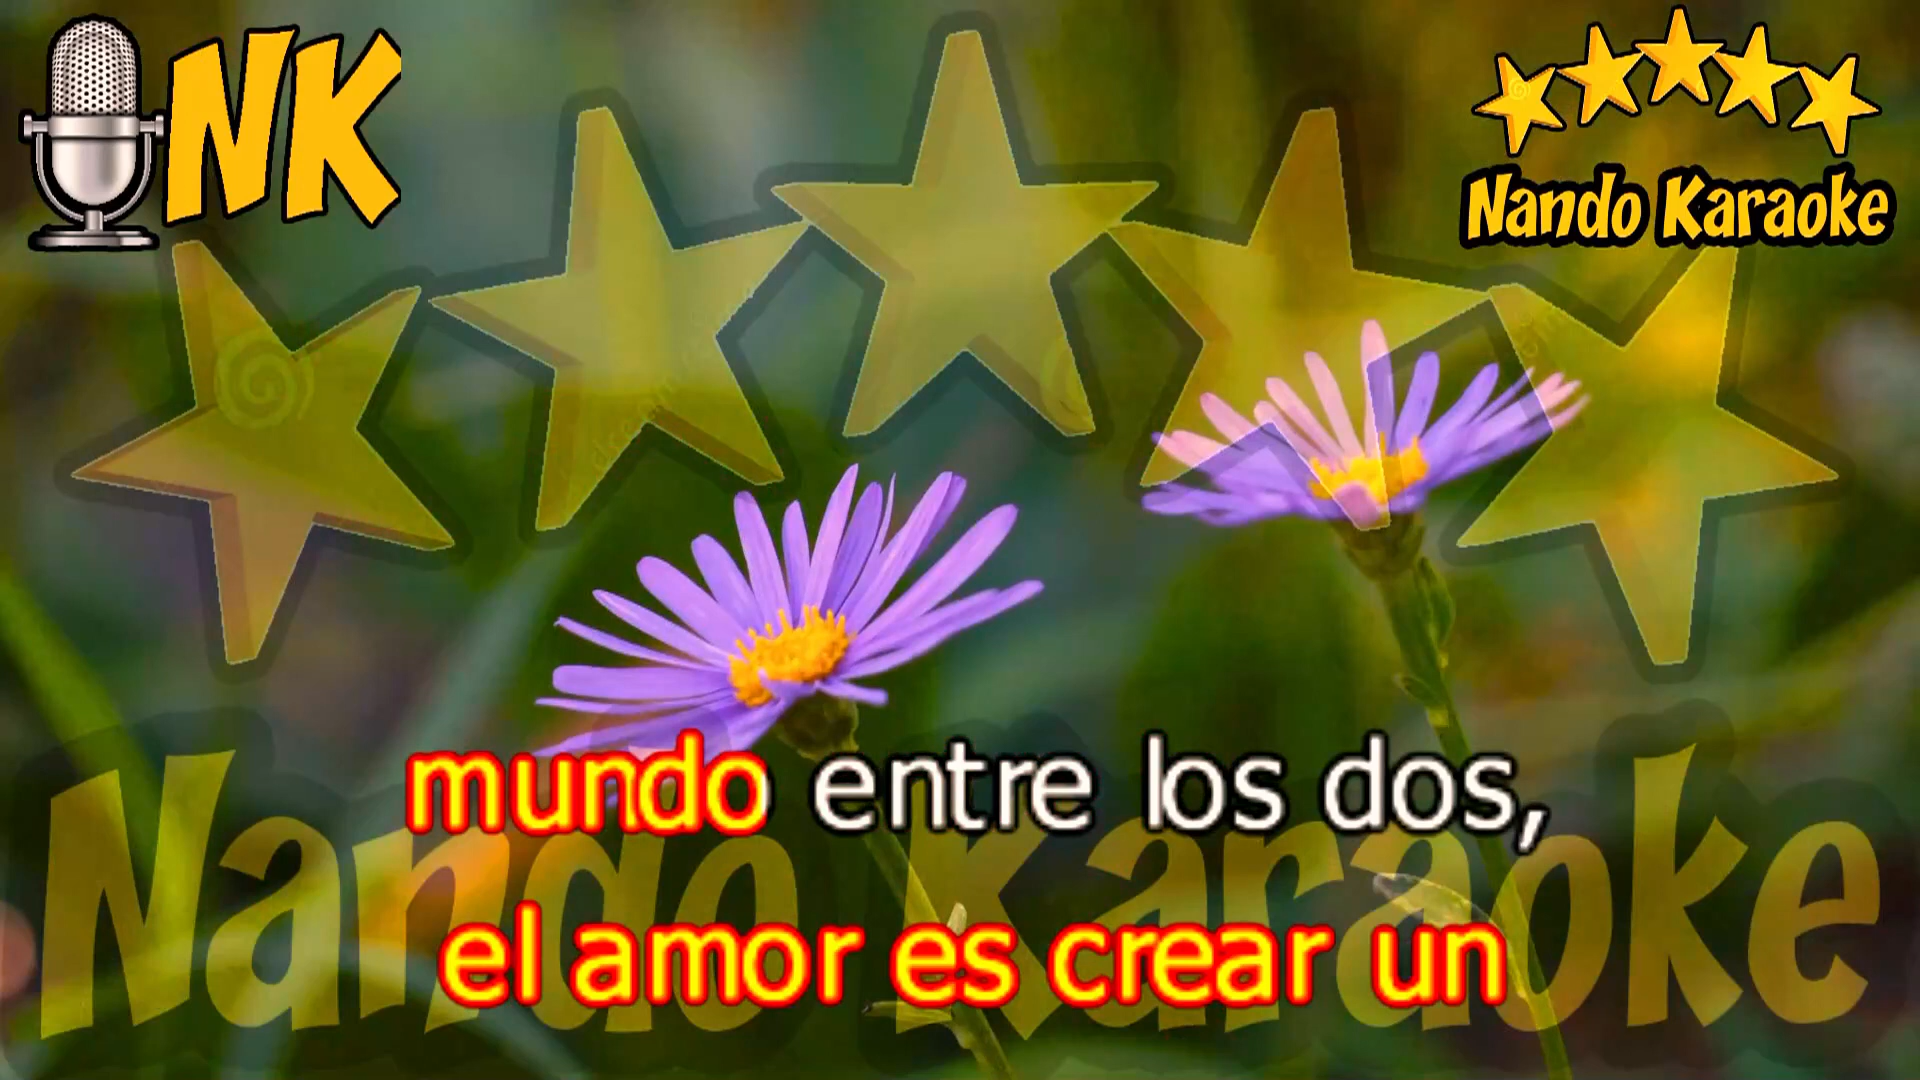 NK
Nando Karaoke
mundo entre los dos,
el amor es crear un
Nando Karaoke